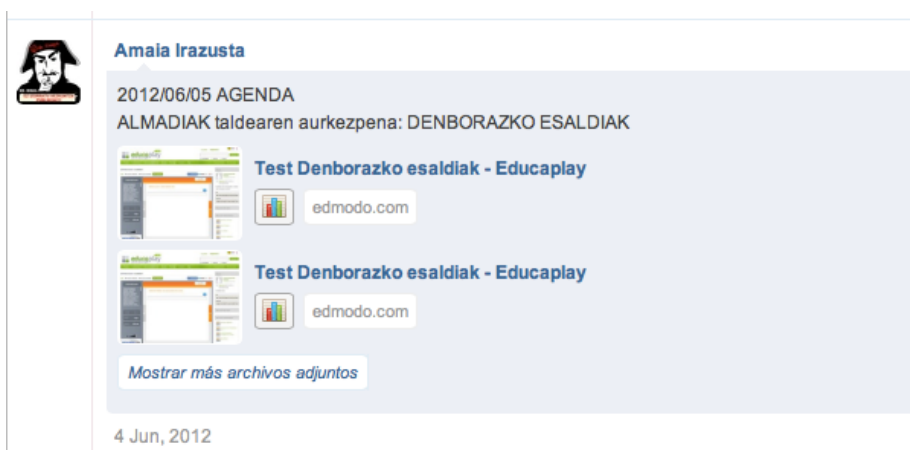 Amaia Irazusta
2012/06/05 AGENDA
ALMADIAK taldearen aurkezpena: DENBORAZKO ESALDIAK
Test Denborazko esaldiak - Educaplay
edmodo.com
Test Denborazko esaldiak - Educaplay
edmodo.com
Mostrar más archivos adjuntos
4 Jun, 2012